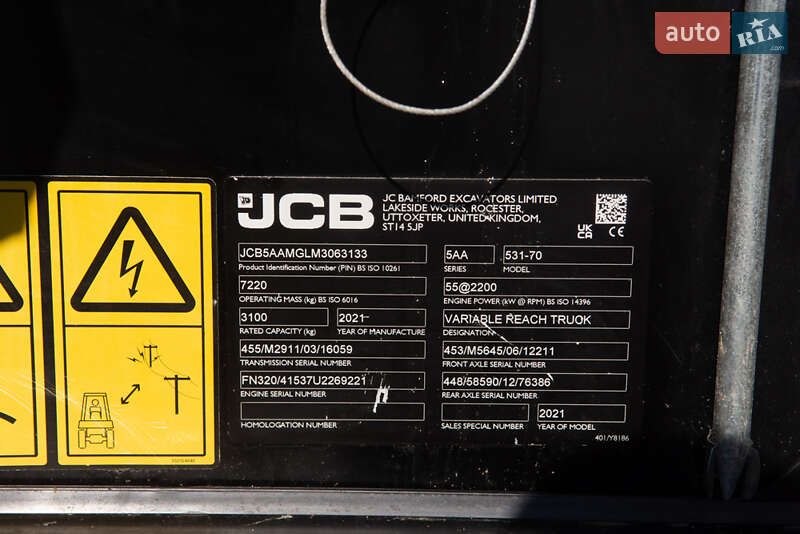 auto RIA .com
JCB
JC BAMFORD EXCAVATORS LIMITED
LAKESIDE WORKS, ROCESTER,
UTTOXETER, UNITED KINGDOM,
ST14 5JP
UK
CA CE
JCB5AAMGLM3063133
Product Identification Number (PIN) BS ISO 10261
5AA 531-70
SERIES MODEL
7220
OPERATING MASS (kg) BS ISO 6016
55@2200
ENGINE POWER (kW @ RPM) BS ISO 14396
3100 2021
RATED CAPACITY (kg) YEAR OF MANUFACTURE
VARIABLE REACH TRUCK
DESIGNATION
455/M2911/03/16059
TRANSMISSION SERIAL NUMBER
453/M5645/06/12211
FRONT AXLE SERIAL NUMBER
FN320/41537U2269221
ENGINE SERIAL NUMBER
448/58590/12/76386
REAR AXLE SERIAL NUMBER
HOMOLOGATION NUMBER
2021
SALES SPECIAL NUMBER YEAR OF MODEL
401/Y8186